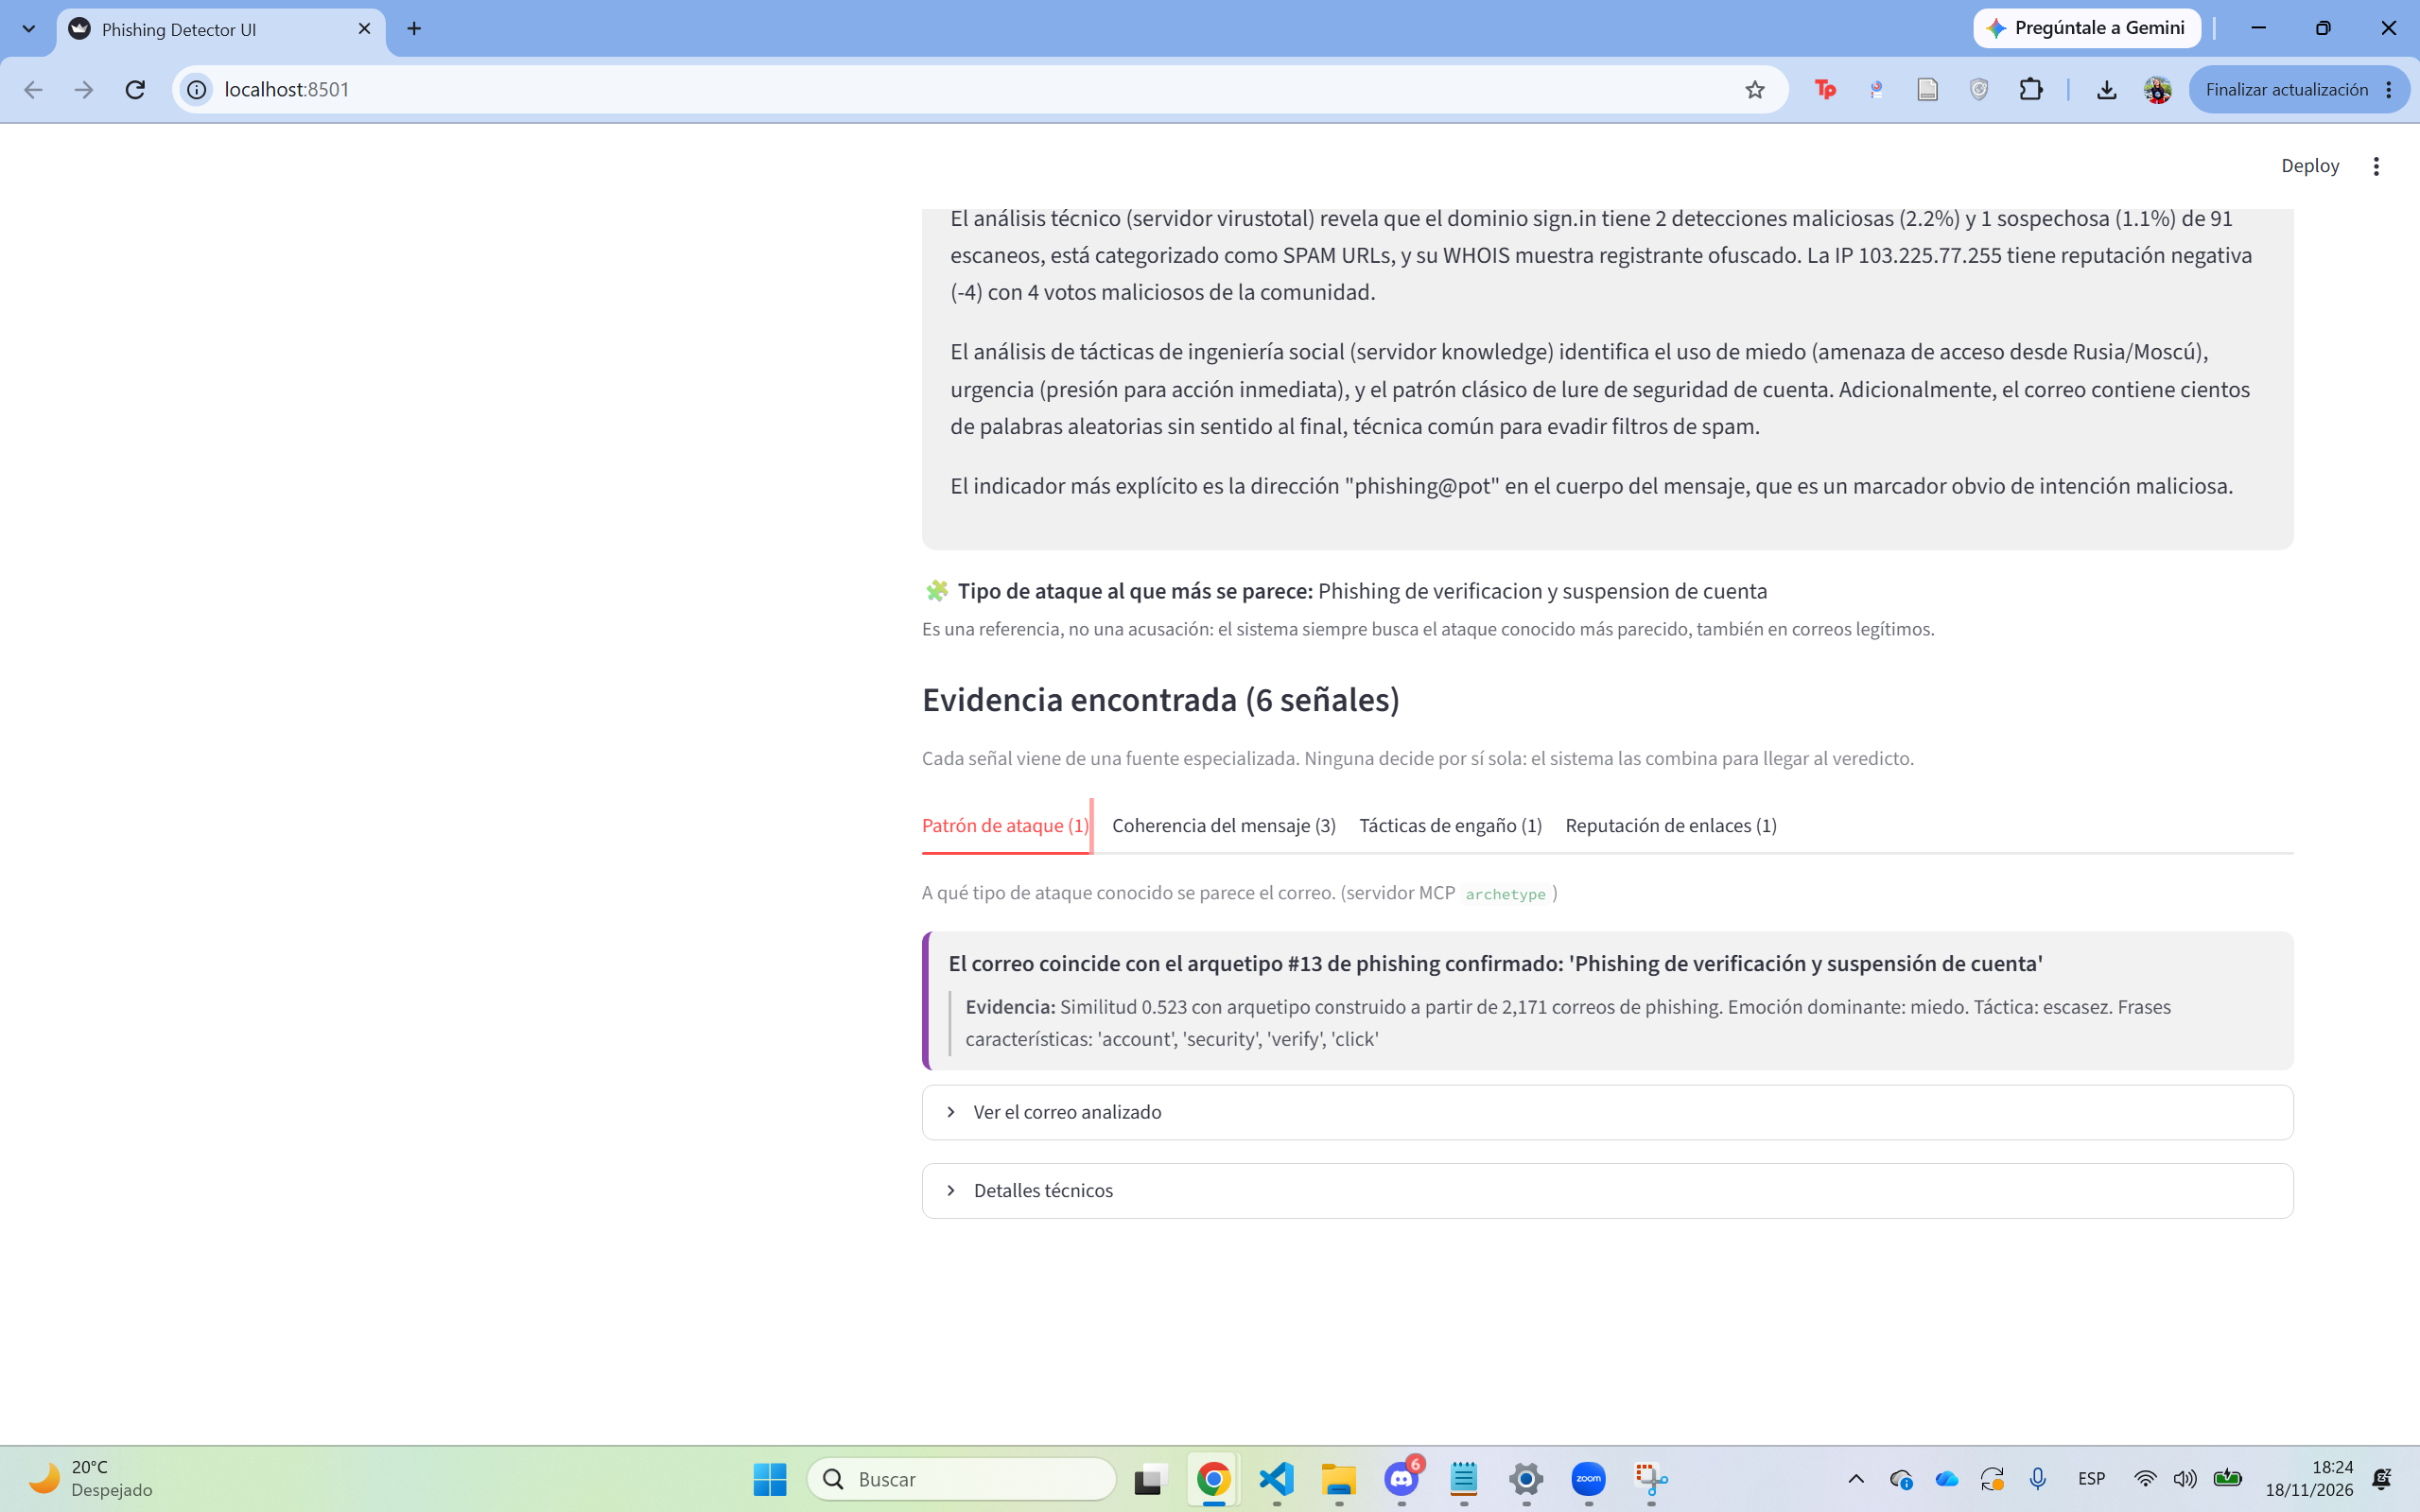 Phishing Detector UI
Pregúntale a Gemini
localhost:8501
Tp
Finalizar actualización
Deploy
El análisis técnico (servidor virustotal) revela que el dominio sign.in tiene 2 detecciones maliciosas (2.2%) y 1 sospechosa (1.1%) de 91
escaneos, está categorizado como SPAM URLs, y su WHOIS muestra registrante ofuscado. La IP 103.225.77.255 tiene reputación negativa
(-4) con 4 votos maliciosos de la comunidad.
El análisis de tácticas de ingeniería social (servidor knowledge) identifica el uso de miedo (amenaza de acceso desde Rusia/Moscú),
urgencia (presión para acción inmediata), y el patrón clásico de lure de seguridad de cuenta. Adicionalmente, el correo contiene cientos
de palabras aleatorias sin sentido al final, técnica común para evadir filtros de spam.
El indicador más explícito es la dirección "phishing@pot" en el cuerpo del mensaje, que es un marcador obvio de intención maliciosa.
Tipo de ataque al que más se parece: Phishing de verificacion y suspension de cuenta
Es una referencia, no una acusación: el sistema siempre busca el ataque conocido más parecido, también en correos legítimos.
Evidencia encontrada (6 señales)
Cada señal viene de una fuente especializada. Ninguna decide por sí sola: el sistema las combina para llegar al veredicto.
Patrón de ataque (1) Coherencia del mensaje (3) Tácticas de engaño (1) Reputación de enlaces (1)
A qué tipo de ataque conocido se parece el correo. (servidor MCP archetype )
El correo coincide con el arquetipo #13 de phishing confirmado: 'Phishing de verificación y suspensión de cuenta'
Evidencia: Similitud 0.523 con arquetipo construido a partir de 2,171 correos de phishing. Emoción dominante: miedo. Táctica: escasez. Frases
características: 'account', 'security', 'verify', 'click'
Ver el correo analizado
Detalles técnicos
20°C
Despejado
Buscar
6
zoom
ESP
18:24
18/11/2026